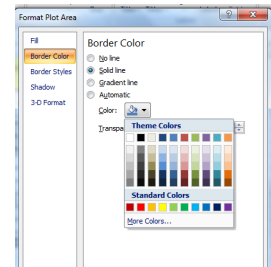 Format Plot Area
Fill
Border Color
Border Styles
Shadow
3-D Format
Border Color
No line
Solid line
Gradient line
Automatic
Color:
Transpa
Theme Colors
Standard Colors
More Colors...